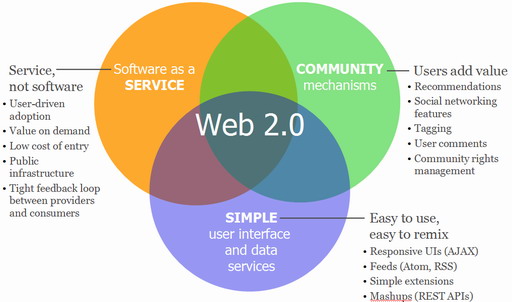 Service,
not software
• User-driven
adoption
• Value on demand
• Low cost of entry
• Public
infrastructure
• Tight feedback loop
between providers
and consumers
Software as a
SERVICE
COMMUNITY
mechanisms
Users add value
• Recommendations
• Social networking
features
• Tagging
• User comments
• Community rights
management
Web 2.0
SIMPLE
user interface
and data
services
Easy to use,
easy to remix
• Responsive UIs (AJAX)
• Feeds (Atom, RSS)
• Simple extensions
• Mashups (REST APIs)